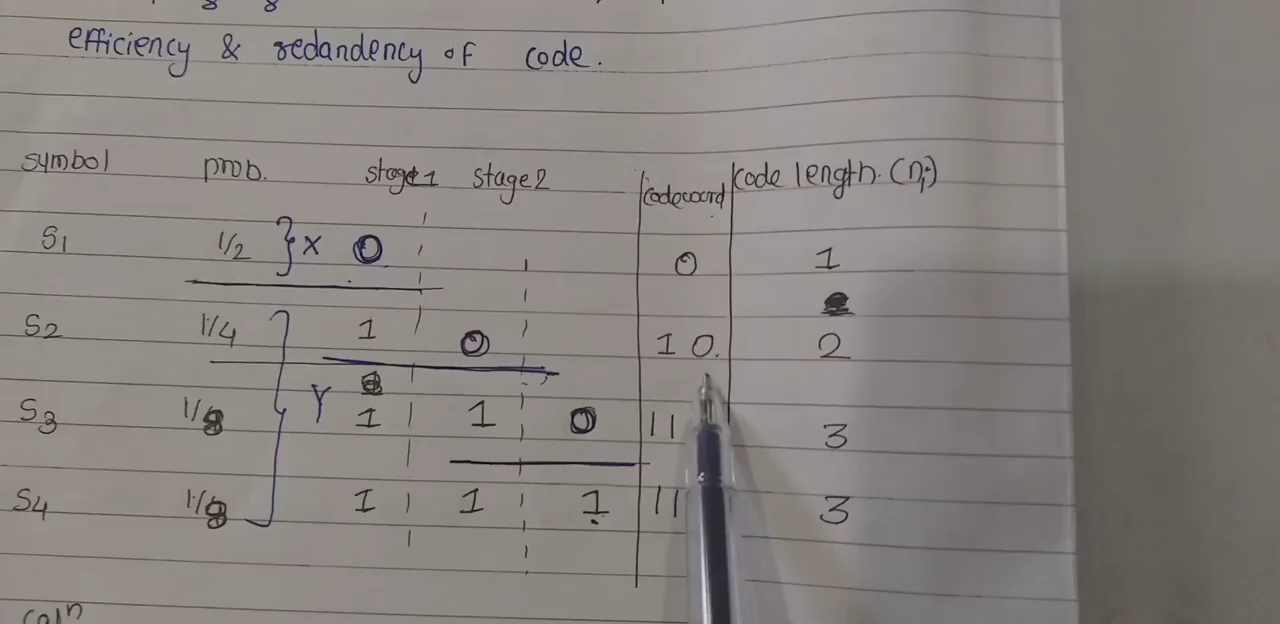 efficiency & redandency of code.
symbol prob. stage1 stage2 codeword code length. (ni)
S1 1/2 } X 0 0 1
S2 1/4 1 0 10. 2
Y
S3 1/8 1 1 0 11 3
S4 1/8 1 1 1 11 3